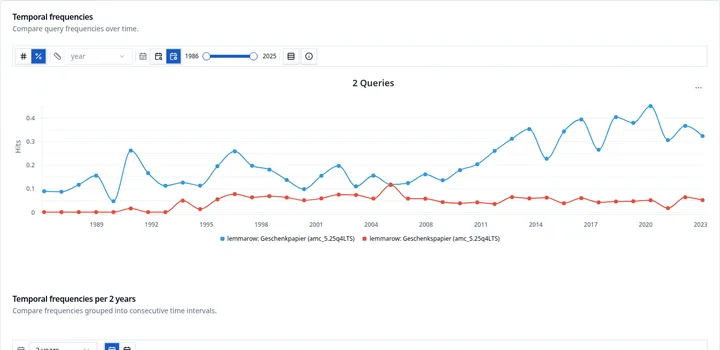 Temporal frequencies
Compare query frequencies over time.
# % year 1986 2025
2 Queries
...
Hits
0.4
0.3
0.2
0.1
0
1989 1992 1995 1998 2001 2004 2008 2011 2014 2017 2020 2023
lemmarow: Geschenkpapier (amc_5.25q4LTS) lemmarow: Geschenkspapier (amc_5.25q4LTS)
Temporal frequencies per 2 years
Compare frequencies grouped into consecutive time intervals.
2 years